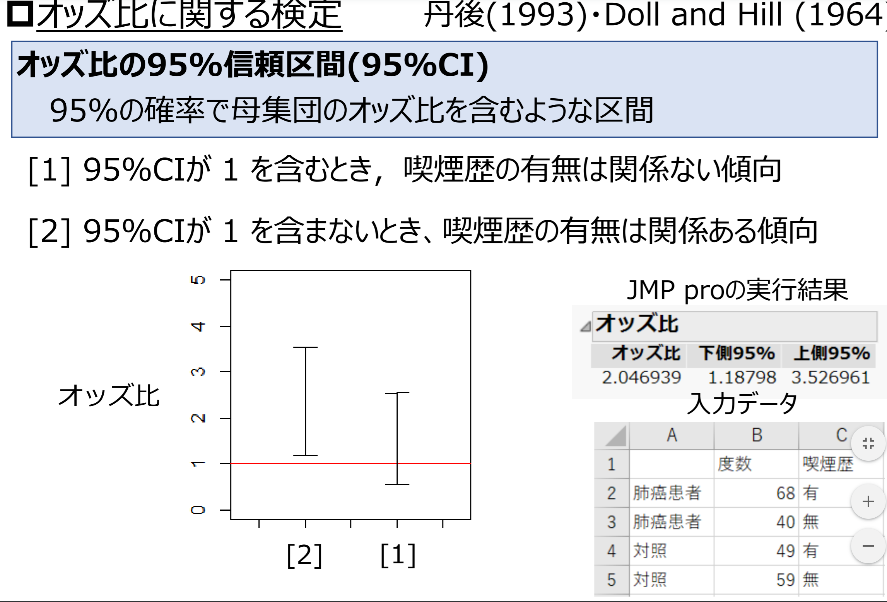 オッズ比に関する検定 丹後(1993)･Doll and Hill (1964)
オッズ比の95%信頼区間(95%CI)
95%の確率で母集団のオッズ比を含むような区間
[1] 95%CIが 1 を含むとき，喫煙歴の有無は関係ない傾向
[2] 95%CIが 1 を含まないとき、喫煙歴の有無は関係ある傾向
オッズ比
5
4
3
2
1
0
[2] [1]
JMP proの実行結果
オッズ比
オッズ比 下側95% 上側95%
2.046939 1.18798 3.526961
入力データ
A B C
1 度数 喫煙歴
2 肺癌患者 68 有
3 肺癌患者 40 無
4 対照 49 有
5 対照 59 無